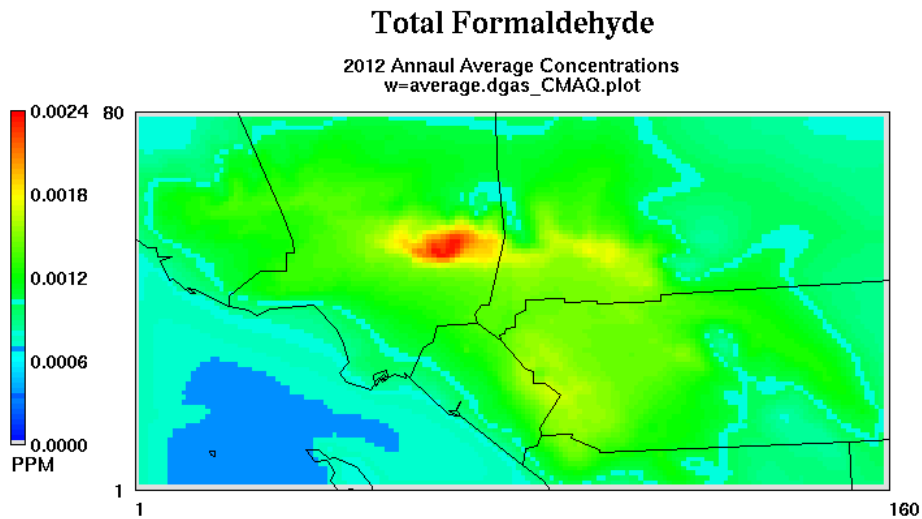 Total Formaldehyde
2012 Annaul Average Concentrations
w=average.dgas_CMAQ.plot
0.0024
0.0018
0.0012
0.0006
0.0000
PPM
80
1
1
160